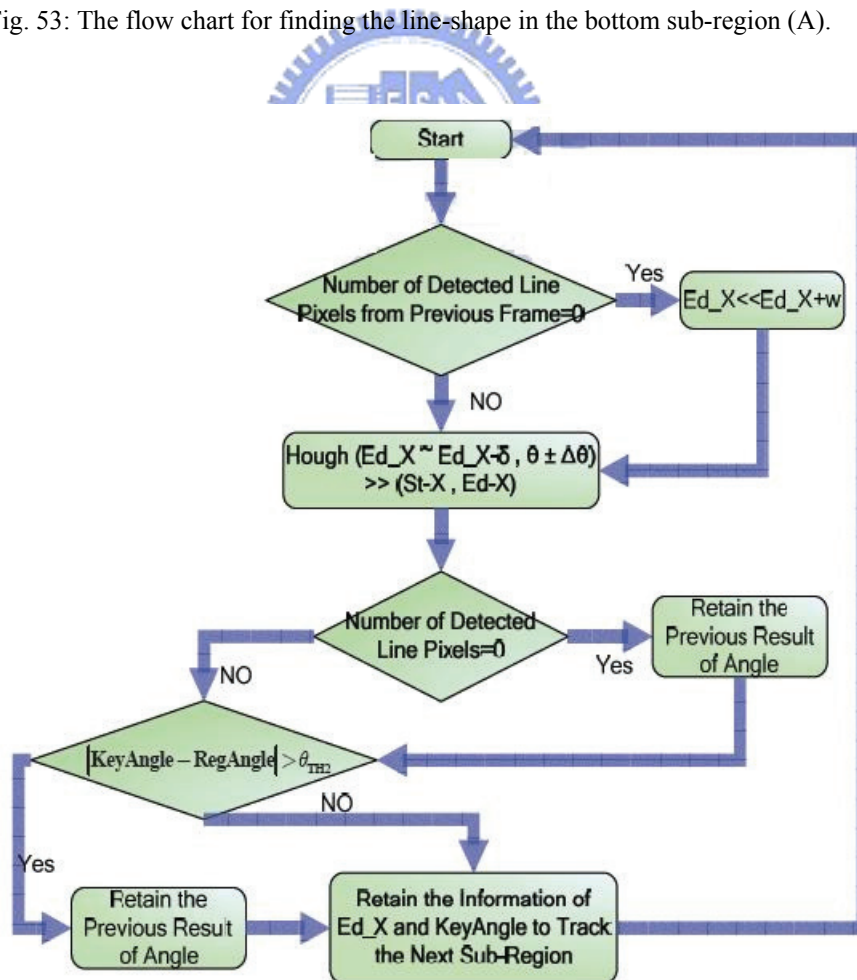 Fig. 53: The flow chart for finding the line-shape in the bottom sub-region (A).
Start
Number of Detected Line
Pixels from Previous Frame=0
Yes
Ed_X<<Ed_X+w
NO
Hough (Ed_X ~ Ed_X-δ , θ ± Δθ)
>> (St-X , Ed-X)
Number of Detected
Line Pixels=0
Yes
Retain the
Previous Result
of Angle
NO
|KeyAngle – RegAngle| > θTH2
NO
Yes
Retain the
Previous Result
of Angle
Retain the Information of
Ed_X and KeyAngle to Track
the Next Sub-Region